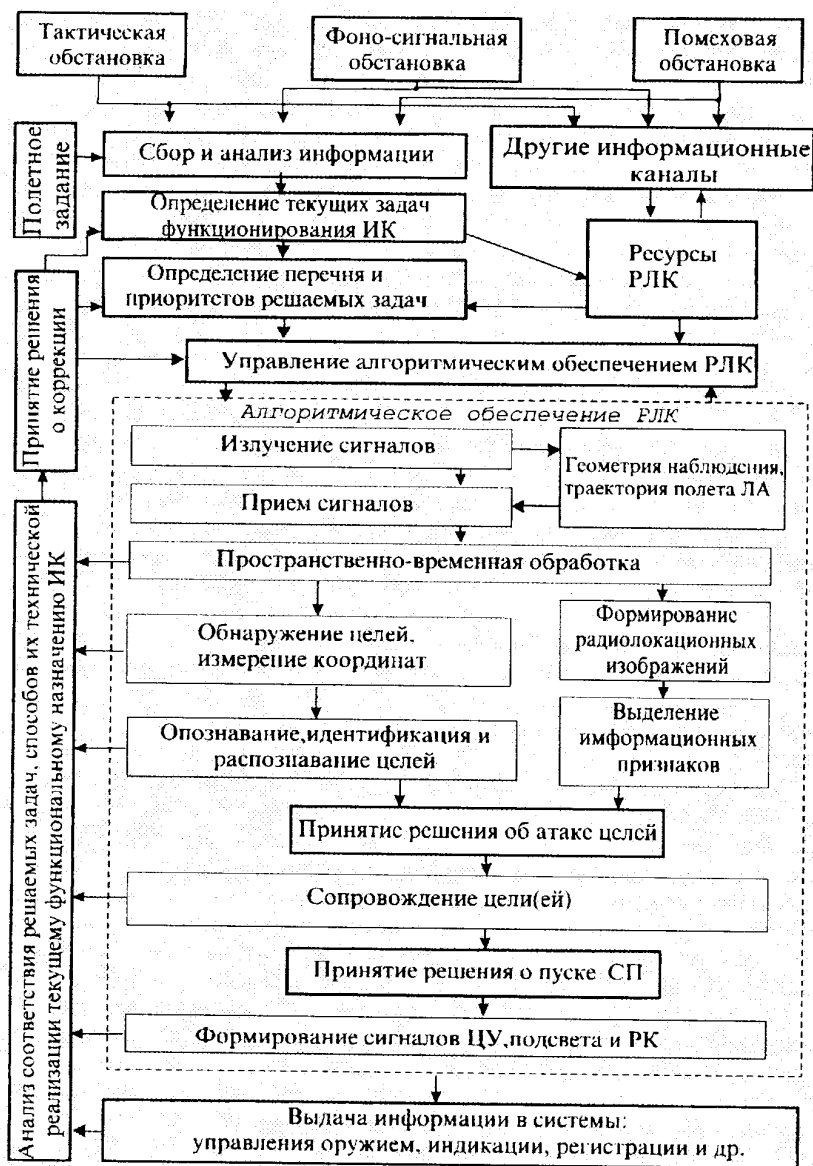 Тактическая
обстановка
Фоно-сигнальная
обстановка
Помеховая
обстановка
Полетное
задание
Сбор и анализ информации
Другие информационные
каналы
Определение текущих задач
функционирования ИК
Ресурсы
РЛК
Определение перечня и
приоритетов решаемых задач
Принятие решения
о коррекции
Управление алгоритмическим обеспечением РЛК
Алгоритмическое обеспечение РЛК
Излучение сигналов
Геометрия наблюдения,
траектория полета ЛА
Прием сигналов
Пространственно-временная обработка
Обнаружение целей,
измерение координат
Формирование
радиолокационных
изображений
Опознавание,идентификация и
распознавание целей
Выделение
имформационных
признаков
Принятие решения об атаке целей
Сопровождение цели(ей)
Принятие решения о пуске СП
Формирование сигналов ЦУ,подсвета и РК
Анализ соответствия решаемых задач, способов их технической
реализации текущему функциональному назначению ИК
Выдача информации в системы:
управления оружием, индикации, регистрации и др.